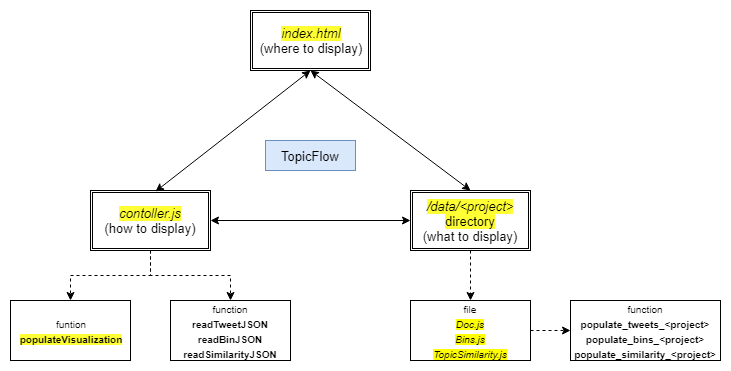 index.html
(where to display)
TopicFlow
contoller.js
(how to display)
/data/<project>
directory
(what to display)
funtion
populateVisualization
function
readTweetJSON
readBinJSON
readSimilarityJSON
file
Doc.js
Bins.js
TopicSimilarity.js
function
populate_tweets_<project>
populate_bins_<project>
populate_similarity_<project>